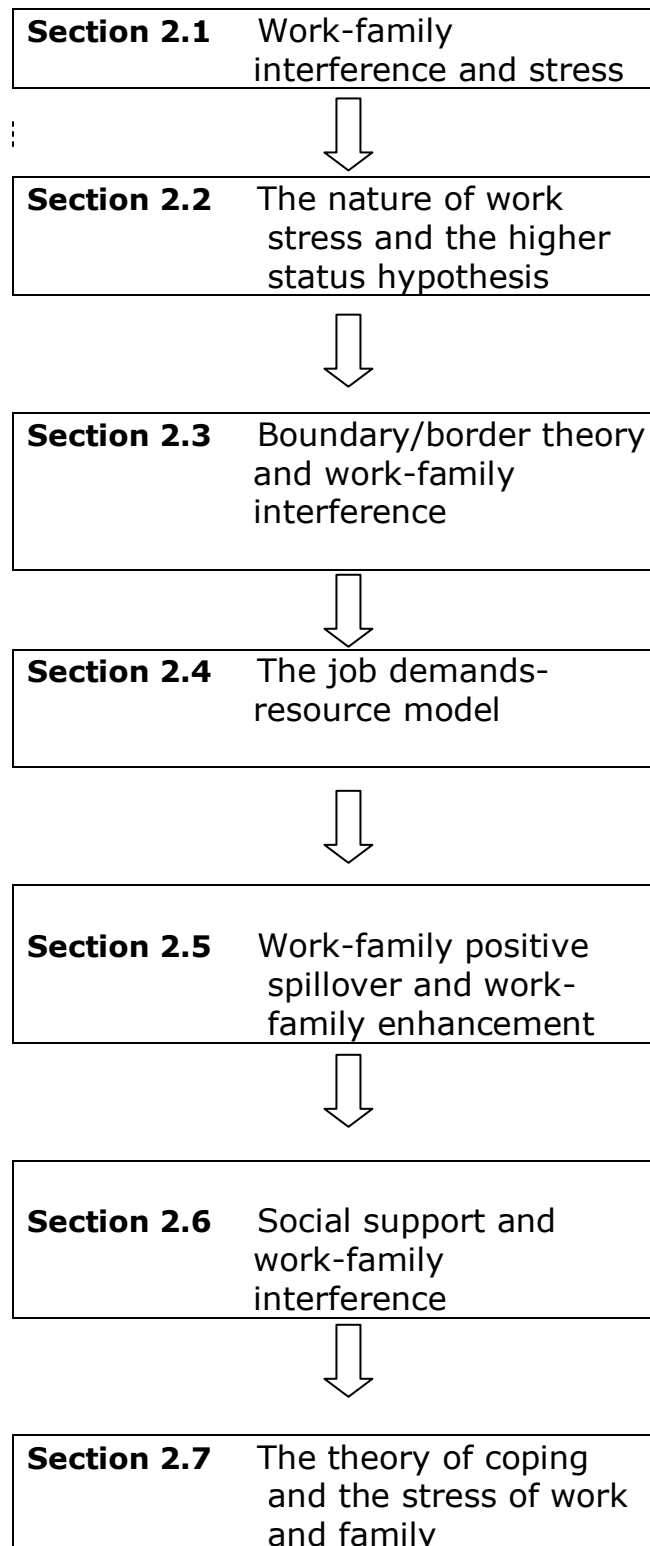 Section 2.1 Work-family
interference and stress
Section 2.2 The nature of work
stress and the higher
status hypothesis
Section 2.3 Boundary/border theory
and work-family
interference
Section 2.4 The job demands-
resource model
Section 2.5 Work-family positive
spillover and work-
family enhancement
Section 2.6 Social support and
work-family
interference
Section 2.7 The theory of coping
and the stress of work
and family